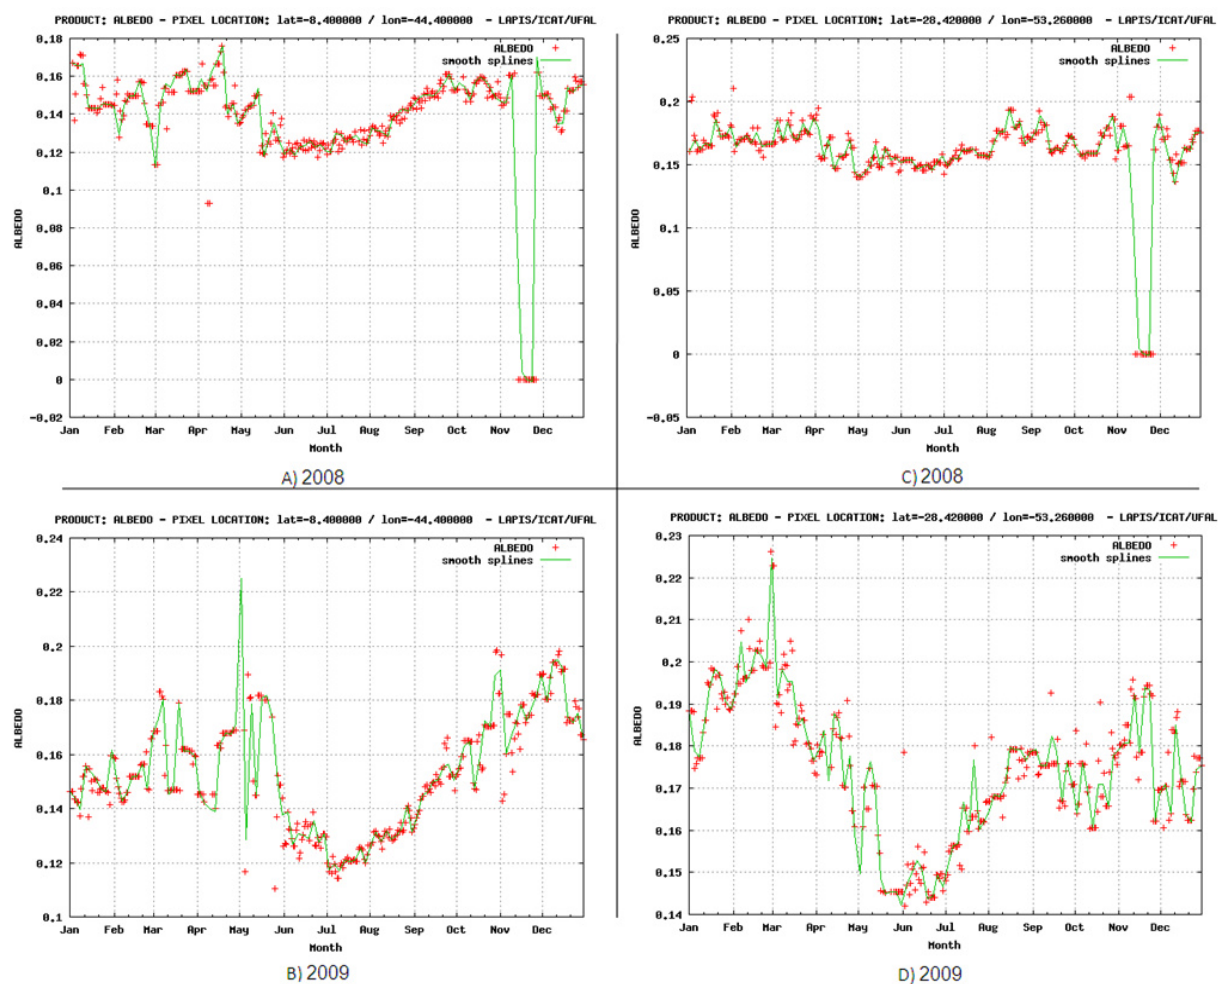 PRODUCT: ALBEDO - PIXEL LOCATION: lat=-8.400000 / lon=-44.400000 - LAPIS/ICAT/UFAL
ALBEDO
smooth splines
0.18
0.16
0.14
0.12
0.1
0.08
0.06
0.04
0.02
0
-0.02
ALBEDO
Jan Feb Mar Apr May Jun Jul Aug Sep Oct Nov Dec
Month
A) 2008
PRODUCT: ALBEDO - PIXEL LOCATION: lat=-28.420000 / lon=-53.260000 - LAPIS/ICAT/UFAL
ALBEDO
smooth splines
0.25
0.2
0.15
0.1
0.05
0
-0.05
ALBEDO
Jan Feb Mar Apr May Jun Jul Aug Sep Oct Nov Dec
Month
C) 2008
PRODUCT: ALBEDO - PIXEL LOCATION: lat=-8.400000 / lon=-44.400000 - LAPIS/ICAT/UFAL
ALBEDO
smooth splines
0.24
0.22
0.2
0.18
0.16
0.14
0.12
0.1
ALBEDO
Jan Feb Mar Apr May Jun Jul Aug Sep Oct Nov Dec
Month
B) 2009
PRODUCT: ALBEDO - PIXEL LOCATION: lat=-28.420000 / lon=-53.260000 - LAPIS/ICAT/UFAL
ALBEDO
smooth splines
0.23
0.22
0.21
0.2
0.19
0.18
0.17
0.16
0.15
0.14
ALBEDO
Jan Feb Mar Apr May Jun Jul Aug Sep Oct Nov Dec
Month
D) 2009